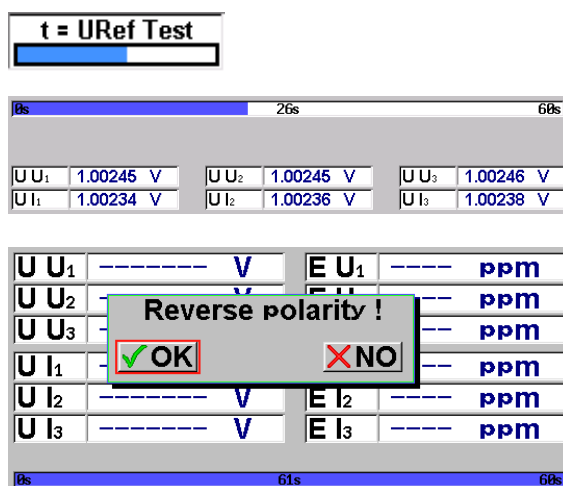 t = URef Test
0s 26s 60s
U U1 1.00245 V U U2 1.00245 V U U3 1.00246 V
U I1 1.00234 V U I2 1.00236 V U I3 1.00238 V
U U1 ------- V E U1 ---- ppm
U U2 ppm
Reverse polarity !
U U3 -- ppm
OK NO
U I1 -- ppm
U I2 ------- V E I2 ---- ppm
U I3 ------- V E I3 ---- ppm
0s 61s 60s